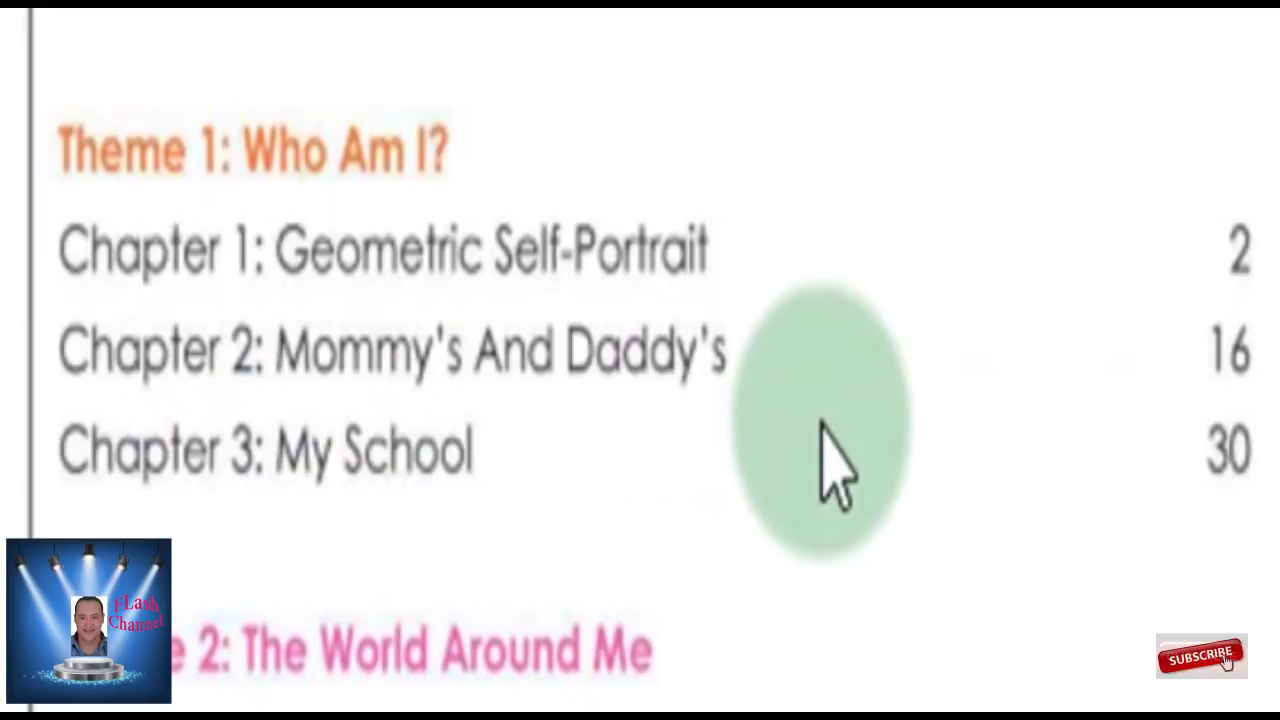 Theme 1: Who Am I?
Chapter 1: Geometric Self-Portrait 2
Chapter 2: Mommy's And Daddy's 16
Chapter 3: My School 30
FLash
Channel
e 2: The World Around Me
SUBSCRIBE